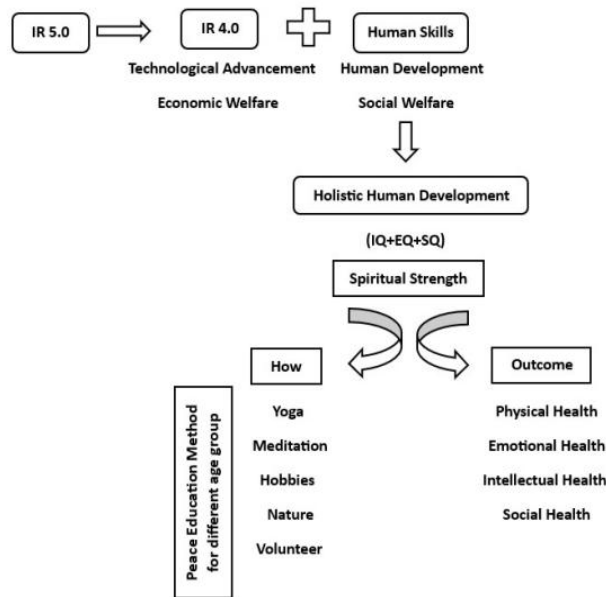 IR 5.0
IR 4.0
Human Skills
Technological Advancement
Human Development
Economic Welfare
Social Welfare
Holistic Human Development
(IQ+EQ+SQ)
Spiritual Strength
How
Outcome
Peace Education Method
for different age group
Yoga
Meditation
Hobbies
Nature
Volunteer
Physical Health
Emotional Health
Intellectual Health
Social Health